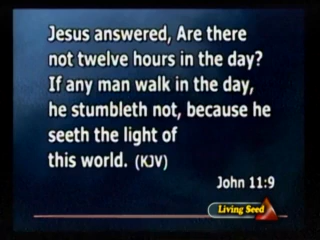 Jesus answered, Are there
not twelve hours in the day?
If any man walk in the day,
he stumbleth not, because he
seeth the light of
this world. (KJV)
John 11:9
Living Seed